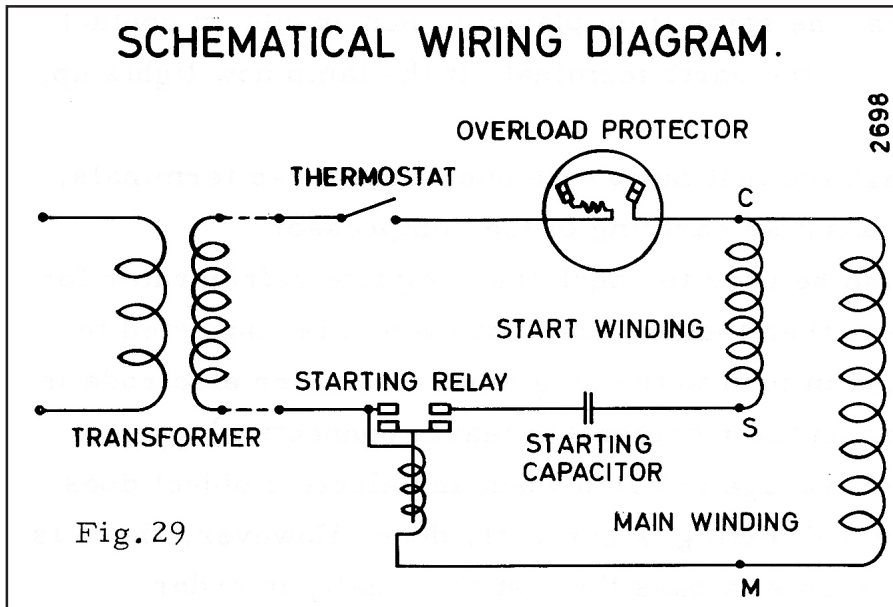 SCHEMATICAL WIRING DIAGRAM.
2698
OVERLOAD PROTECTOR
THERMOSTAT
C
START WINDING
STARTING RELAY
TRANSFORMER
STARTING
CAPACITOR
S
Fig.29
MAIN WINDING
M